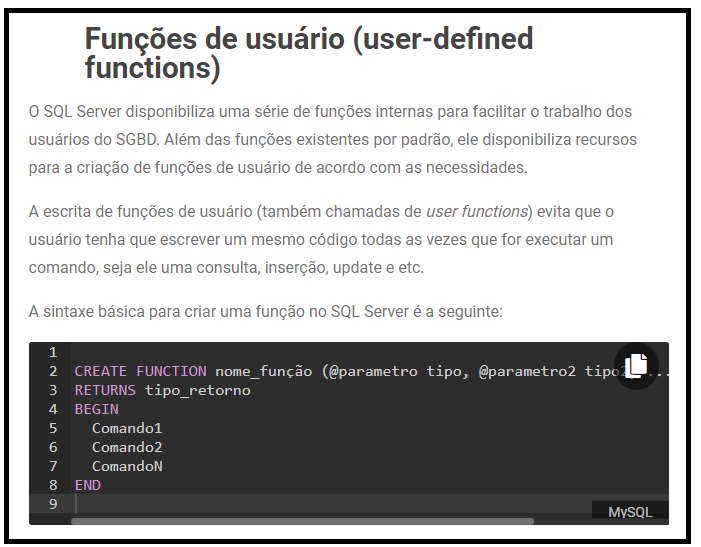 Funções de usuário (user-defined
functions)
O SQL Server disponibiliza uma série de funções internas para facilitar o trabalho dos
usuários do SGBD. Além das funções existentes por padrão, ele disponibiliza recursos
para a criação de funções de usuário de acordo com as necessidades.
A escrita de funções de usuário (também chamadas de user functions) evita que o
usuário tenha que escrever um mesmo código todas as vezes que for executar um
comando, seja ele uma consulta, inserção, update e etc.
A sintaxe básica para criar uma função no SQL Server é a seguinte:
1
2 CREATE FUNCTION nome_função (@parametro tipo, @parametro2 tipo2 ...
3 RETURNS tipo_retorno
4 BEGIN
5 Comando1
6 Comando2
7 ComandoN
8 END
9
MySQL